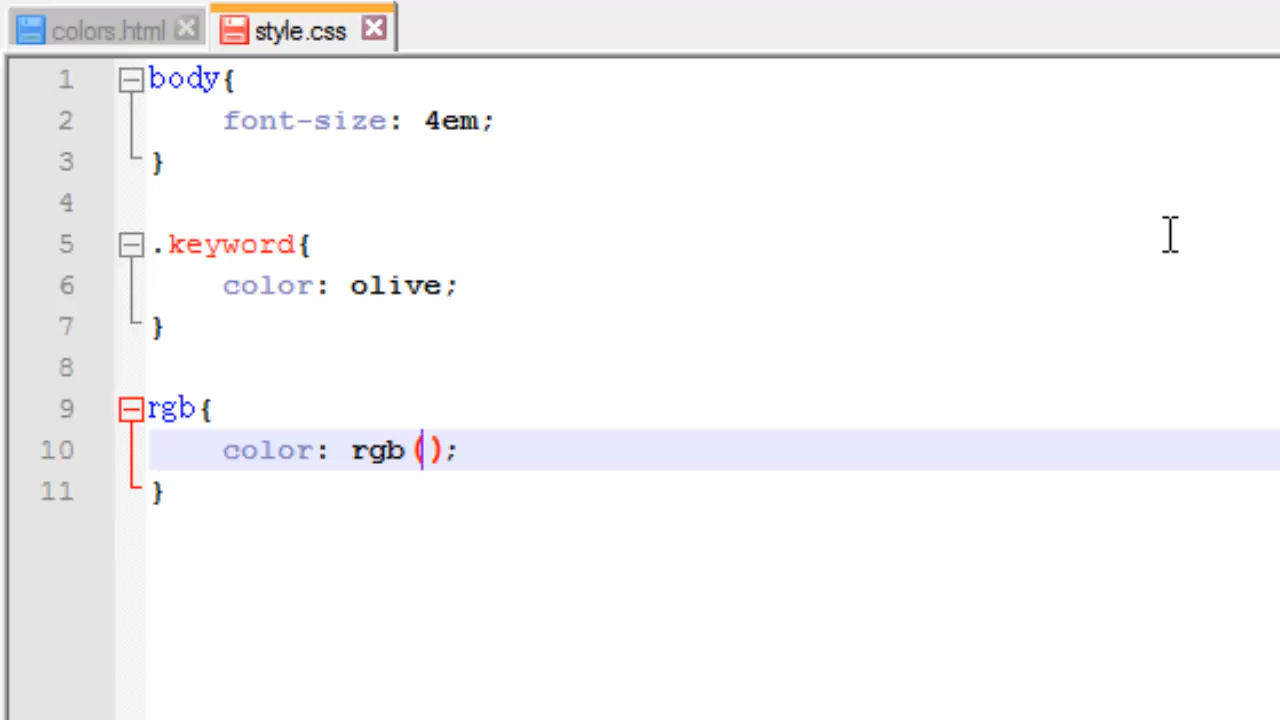 colors.html style.css
1 body{
2 font-size: 4em;
3 }
4
5 .keyword{
6 color: olive;
7 }
8
9 rgb{
10 color: rgb();
11 }